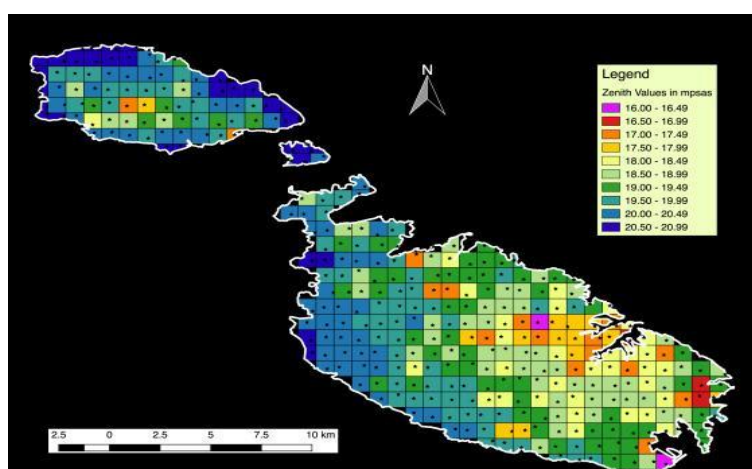 N
Legend
Zenith Values in mpsas
16.00 - 16.49
16.50 - 16.99
17.00 - 17.49
17.50 - 17.99
18.00 - 18.49
18.50 - 18.99
19.00 - 19.49
19.50 - 19.99
20.00 - 20.49
20.50 - 20.99
2.5 0 2.5 5 7.5 10 km